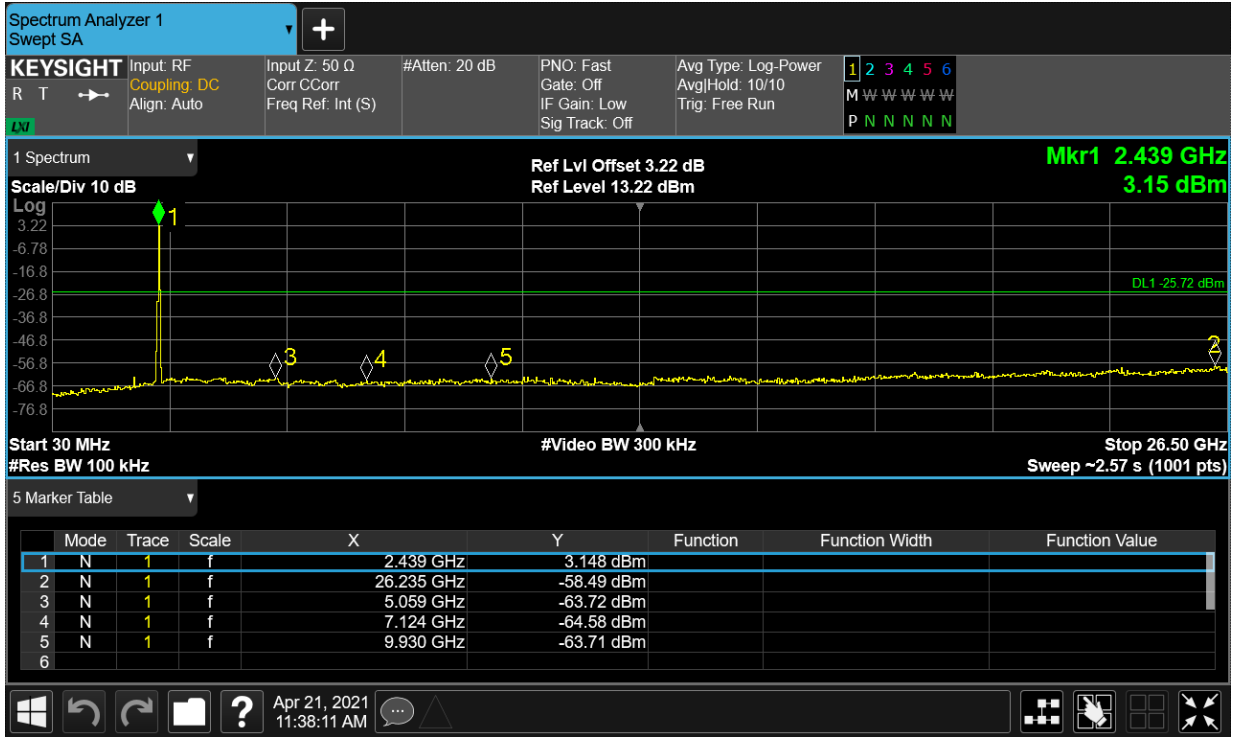 Spectrum Analyzer 1
Swept SA
KEYSIGHT
R T
LXI
Input: RF
Coupling: DC
Align: Auto
Input Z: 50 Ω
Corr CCorr
Freq Ref: Int (S)
#Atten: 20 dB
PNO: Fast
Gate: Off
IF Gain: Low
Sig Track: Off
Avg Type: Log-Power
Avg|Hold: 10/10
Trig: Free Run
1 2 3 4 5 6
M W W W W W
P N N N N N N
1 Spectrum
Scale/Div 10 dB
Ref Lvl Offset 3.22 dB
Ref Level 13.22 dBm
Mkr1 2.439 GHz
3.15 dBm
Log
3.22
-6.78
-16.8
-26.8
-36.8
-46.8
-56.8
-66.8
-76.8
1
DL1 -25.72 dBm
2
3
4
5
Start 30 MHz
#Video BW 300 kHz
Stop 26.50 GHz
#Res BW 100 kHz
Sweep ~2.57 s (1001 pts)
5 Marker Table
Mode Trace Scale X Y Function Function Width Function Value
1 N 1 f 2.439 GHz 3.148 dBm
2 N 1 f 26.235 GHz -58.49 dBm
3 N 1 f 5.059 GHz -63.72 dBm
4 N 1 f 7.124 GHz -64.58 dBm
5 N 1 f 9.930 GHz -63.71 dBm
6
?
Apr 21, 2021
11:38:11 AM